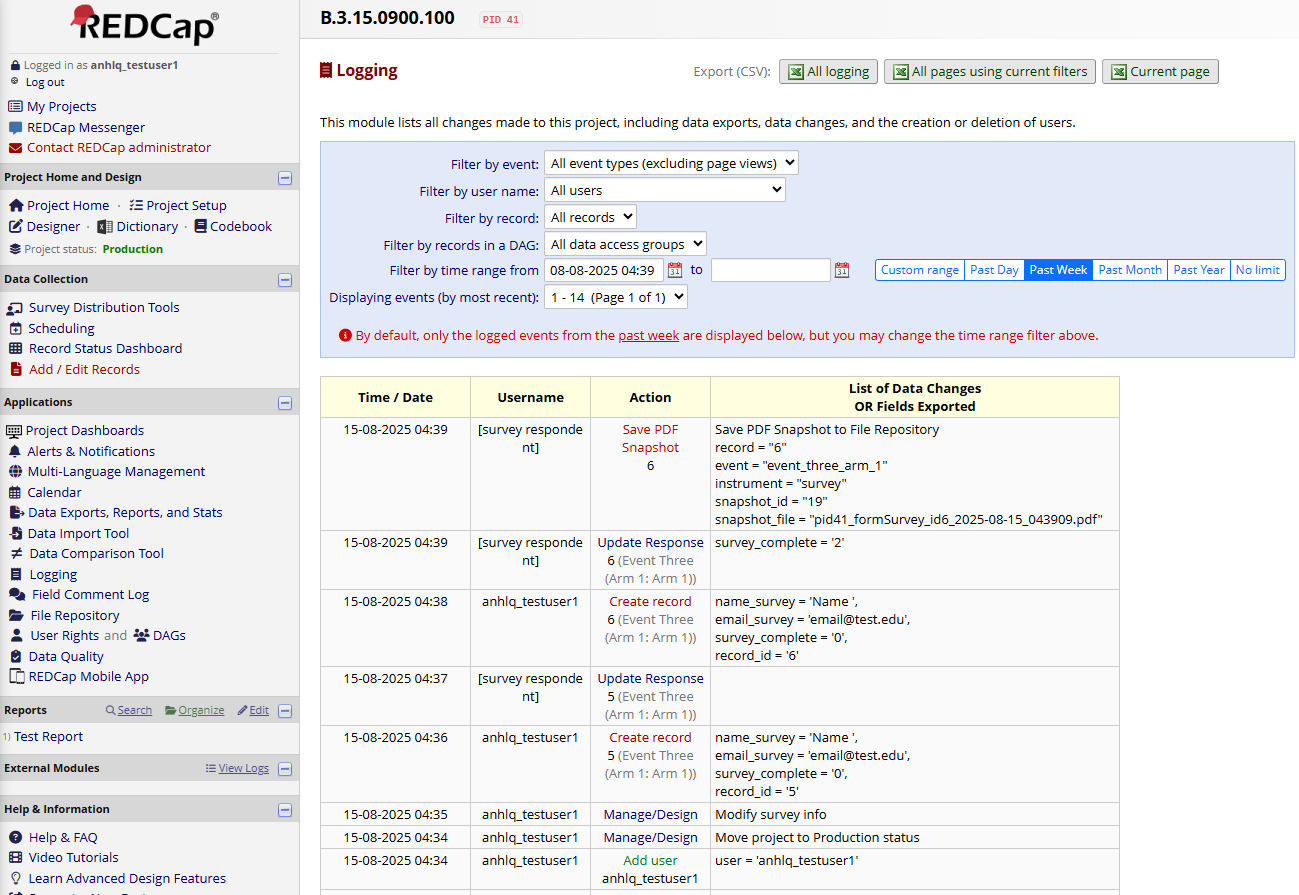 REDCap®
Logged in as anhlq_testuser1
Log out
My Projects
REDCap Messenger
Contact REDCap administrator
Project Home and Design
Project Home · Project Setup
Designer · Dictionary · Codebook
Project status: Production
Data Collection
Survey Distribution Tools
Scheduling
Record Status Dashboard
Add / Edit Records
Applications
Project Dashboards
Alerts & Notifications
Multi-Language Management
Calendar
Data Exports, Reports, and Stats
Data Import Tool
Data Comparison Tool
Logging
Field Comment Log
File Repository
User Rights and DAGs
Data Quality
REDCap Mobile App
Reports Search Organize Edit
1) Test Report
External Modules View Logs
Help & Information
Help & FAQ
Video Tutorials
Learn Advanced Design Features
B.3.15.0900.100 PID 41
Logging
Export (CSV): All logging All pages using current filters Current page
This module lists all changes made to this project, including data exports, data changes, and the creation or deletion of users.
Filter by event: All event types (excluding page views)
Filter by user name: All users
Filter by record: All records
Filter by records in a DAG: All data access groups
Filter by time range from 08-08-2025 04:39 to Custom range Past Day Past Week Past Month Past Year No limit
Displaying events (by most recent): 1 - 14 (Page 1 of 1)
By default, only the logged events from the past week are displayed below, but you may change the time range filter above.
Time / Date Username Action List of Data Changes
OR Fields Exported
15-08-2025 04:39 [survey responde Save PDF Save PDF Snapshot to File Repository
nt] Snapshot record = "6"
6 event = "event_three_arm_1"
instrument = "survey"
snapshot_id = "19"
snapshot_file = "pid41_formSurvey_id6_2025-08-15_043909.pdf"
15-08-2025 04:39 [survey responde Update Response survey_complete = '2'
nt] 6 (Event Three
(Arm 1: Arm 1))
15-08-2025 04:38 anhlq_testuser1 Create record name_survey = 'Name ',
6 (Event Three email_survey = 'email@test.edu',
(Arm 1: Arm 1)) survey_complete = '0',
record_id = '6'
15-08-2025 04:37 [survey responde Update Response
nt] 5 (Event Three
(Arm 1: Arm 1))
15-08-2025 04:36 anhlq_testuser1 Create record name_survey = 'Name ',
5 (Event Three email_survey = 'email@test.edu',
(Arm 1: Arm 1)) survey_complete = '0',
record_id = '5'
15-08-2025 04:35 anhlq_testuser1 Manage/Design Modify survey info
15-08-2025 04:34 anhlq_testuser1 Manage/Design Move project to Production status
15-08-2025 04:34 anhlq_testuser1 Add user user = 'anhlq_testuser1'
anhlq_testuser1